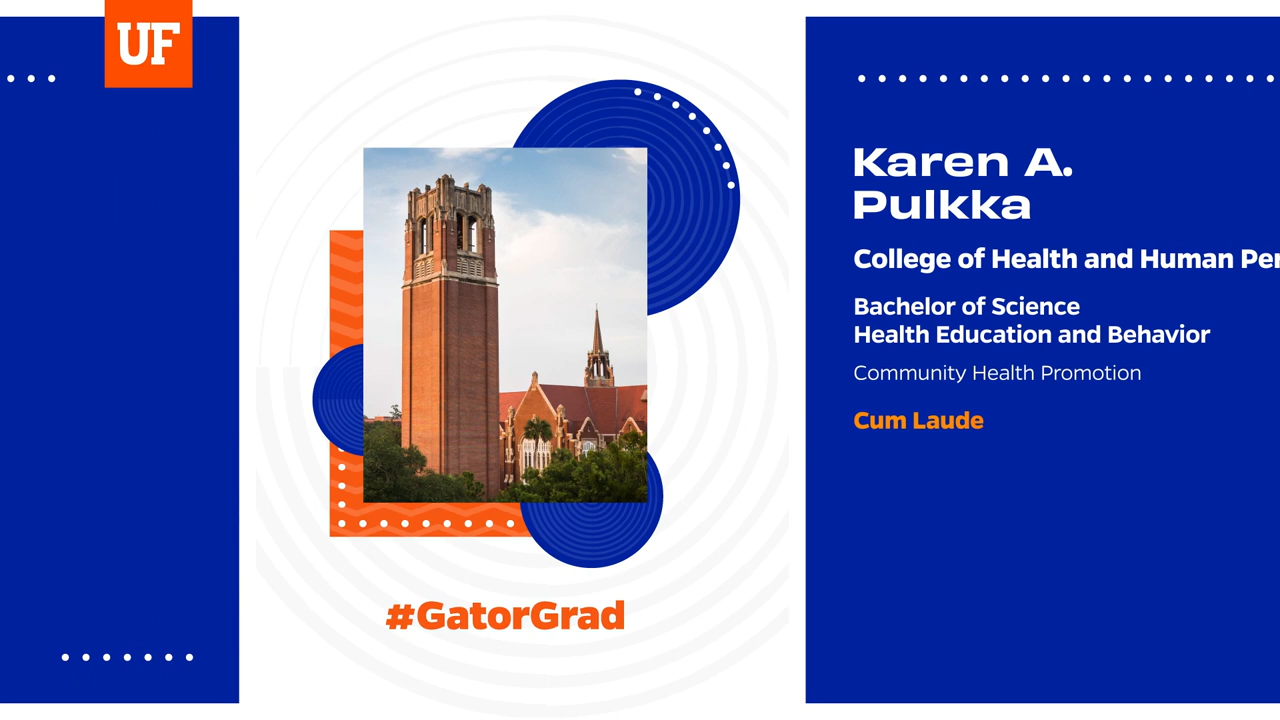 UF
Karen A.
Pulkka
College of Health and Human Per
Bachelor of Science
Health Education and Behavior
Community Health Promotion
Cum Laude
#GatorGrad